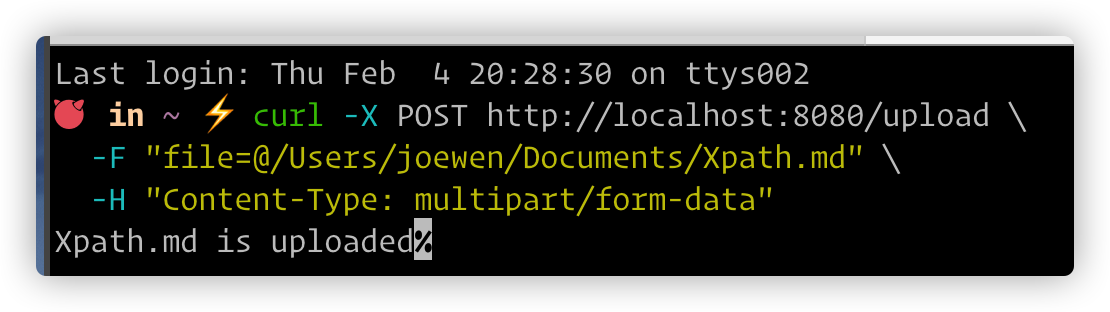 Last login: Thu Feb  4 20:28:30 on ttys002
in ~ ⚡ curl -X POST http://localhost:8080/upload \
  -F "file=@/Users/joewen/Documents/Xpath.md" \
  -H "Content-Type: multipart/form-data"
Xpath.md is uploaded%